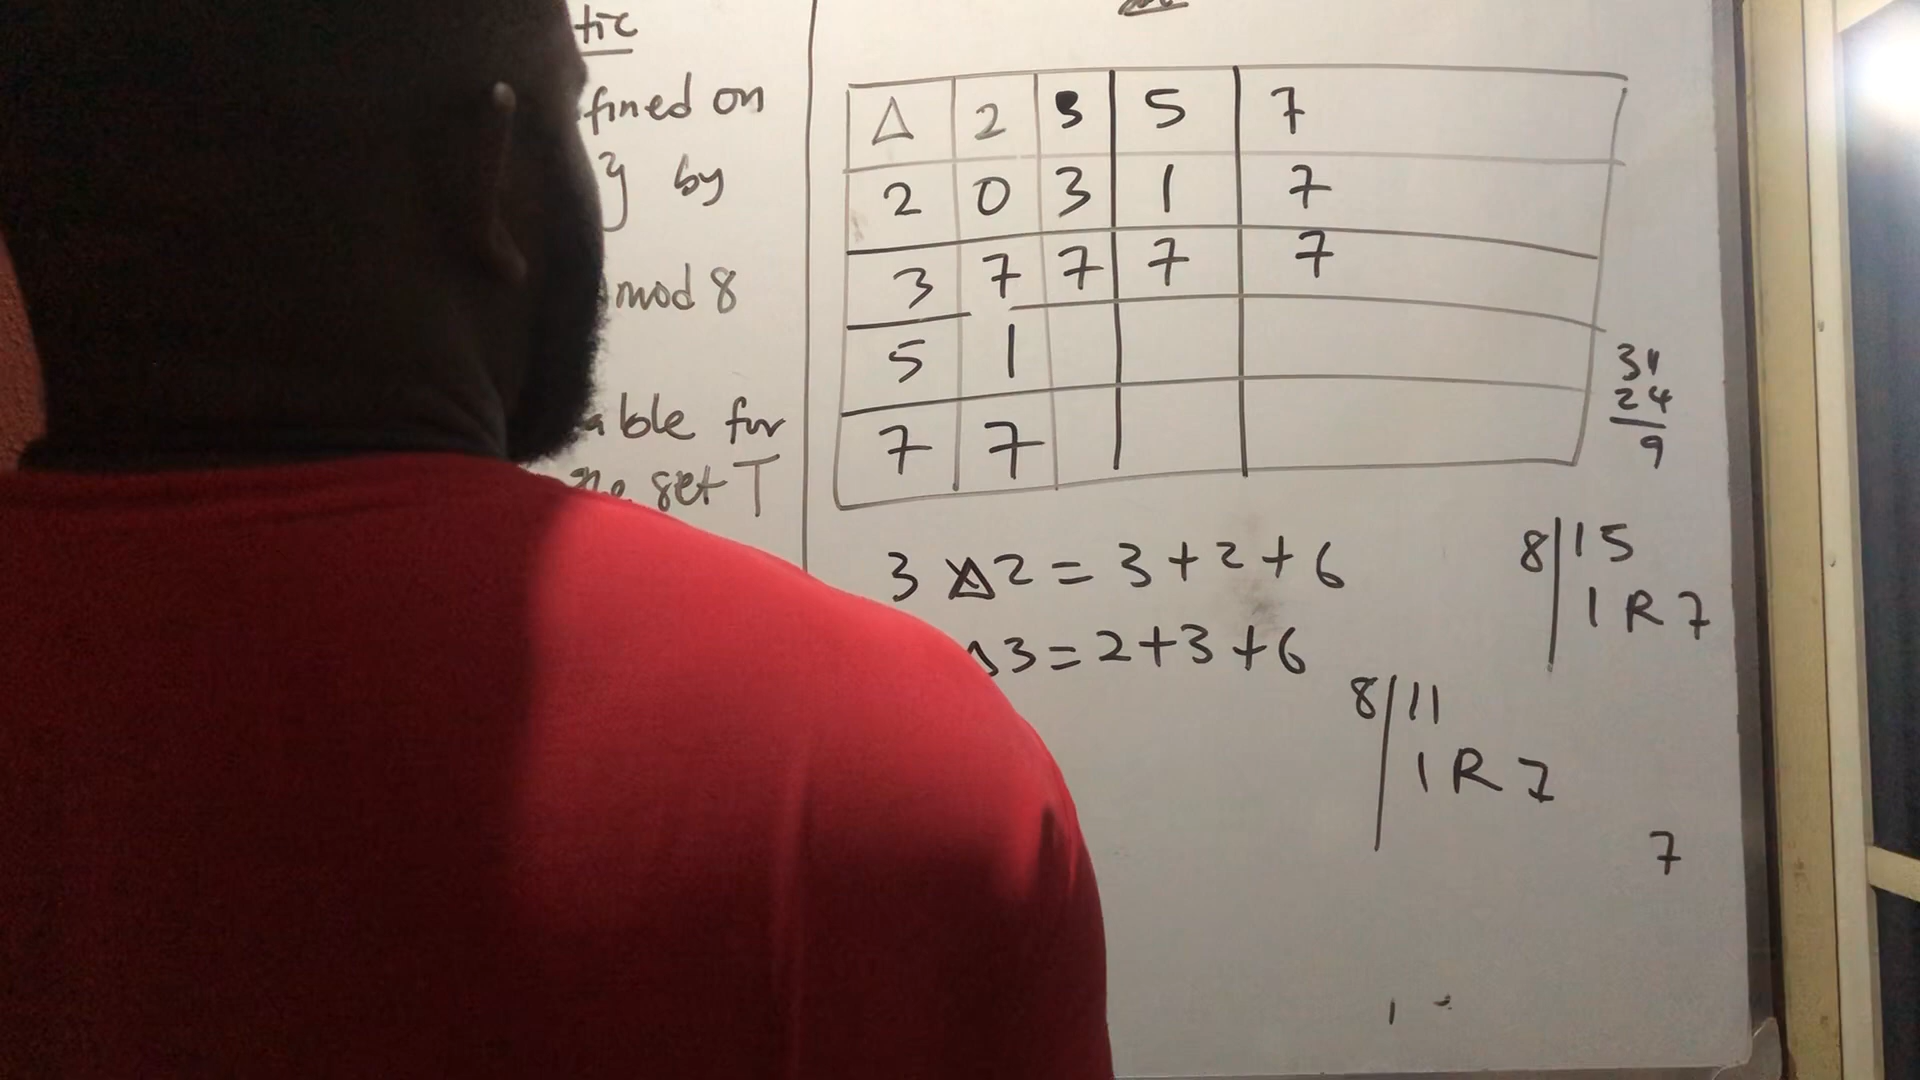 tic
fined on
} by
mod 8
able for
set T
△ 2 3 5 7
2 0 3 1 7
3 7 7 7 7
5 1
7 7
24
9
3 △ 2 = 3 + 2 + 6
△ 3 = 2 + 3 + 6
8 | 15
1 R 7
8 | 11
1 R 7
7